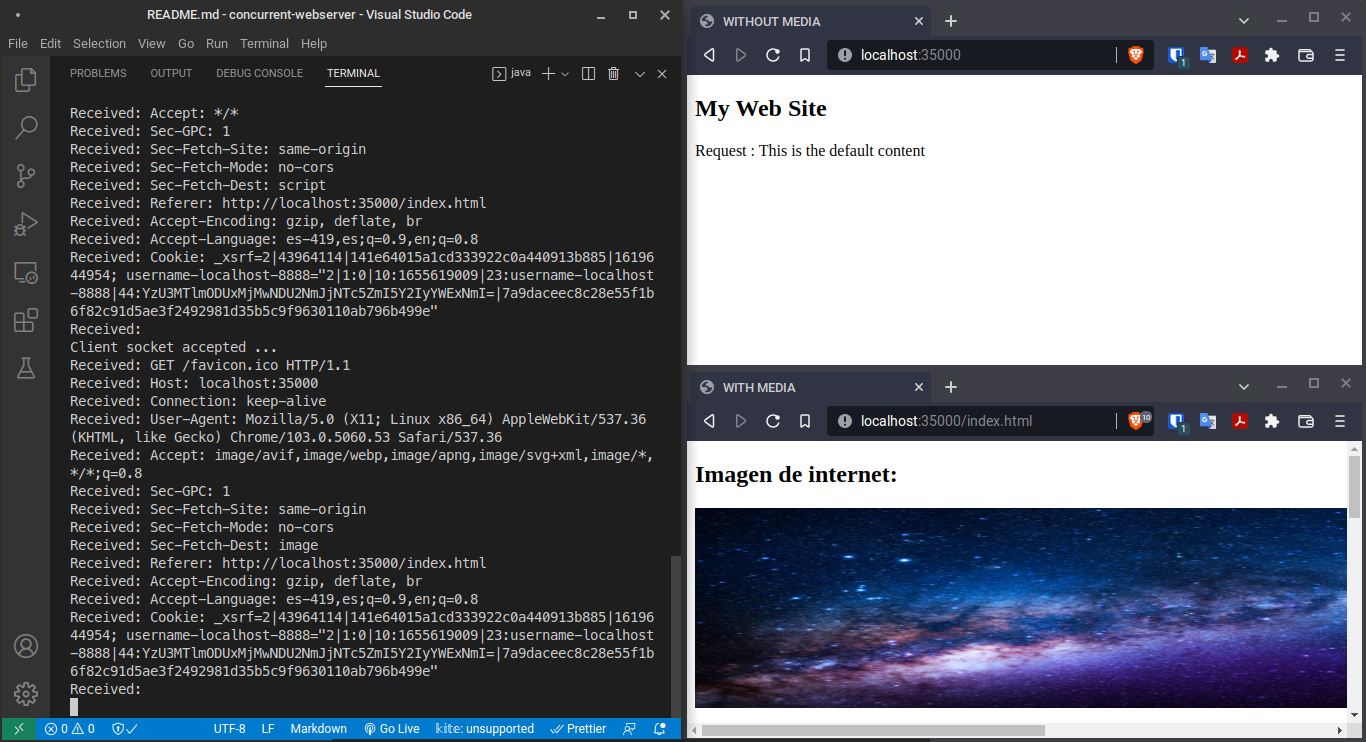 README.md - concurrent-webserver - Visual Studio Code
File Edit Selection View Go Run Terminal Help
PROBLEMS OUTPUT DEBUG CONSOLE TERMINAL java
Received: Accept: */*
Received: Sec-GPC: 1
Received: Sec-Fetch-Site: same-origin
Received: Sec-Fetch-Mode: no-cors
Received: Sec-Fetch-Dest: script
Received: Referer: http://localhost:35000/index.html
Received: Accept-Encoding: gzip, deflate, br
Received: Accept-Language: es-419,es;q=0.9,en;q=0.8
Received: Cookie: _xsrf=2|43964114|141e64015a1cd333922c0a440913b885|16196
44954; username-localhost-8888="2|1:0|10:1655619009|23:username-localhost
-8888|44:YzU3MTlmODUxMjMwNDU2NmJjNTc5ZmI5Y2IyYWExNmI=|7a9daceec8c28e55f1b
6f82c91d5ae3f2492981d35b5c9f9630110ab796b499e"
Received:
Client socket accepted ...
Received: GET /favicon.ico HTTP/1.1
Received: Host: localhost:35000
Received: Connection: keep-alive
Received: User-Agent: Mozilla/5.0 (X11; Linux x86_64) AppleWebKit/537.36
(KHTML, like Gecko) Chrome/103.0.5060.53 Safari/537.36
Received: Accept: image/avif,image/webp,image/apng,image/svg+xml,image/*,
*/*;q=0.8
Received: Sec-GPC: 1
Received: Sec-Fetch-Site: same-origin
Received: Sec-Fetch-Mode: no-cors
Received: Sec-Fetch-Dest: image
Received: Referer: http://localhost:35000/index.html
Received: Accept-Encoding: gzip, deflate, br
Received: Accept-Language: es-419,es;q=0.9,en;q=0.8
Received: Cookie: _xsrf=2|43964114|141e64015a1cd333922c0a440913b885|16196
44954; username-localhost-8888="2|1:0|10:1655619009|23:username-localhost
-8888|44:YzU3MTlmODUxMjMwNDU2NmJjNTc5ZmI5Y2IyYWExNmI=|7a9daceec8c28e55f1b
6f82c91d5ae3f2492981d35b5c9f9630110ab796b499e"
Received:
0 0 UTF-8 LF Markdown Go Live kite: unsupported Prettier
WITHOUT MEDIA
localhost:35000 1
My Web Site
Request : This is the default content
WITH MEDIA
localhost:35000/index.html 10 1
Imagen de internet: